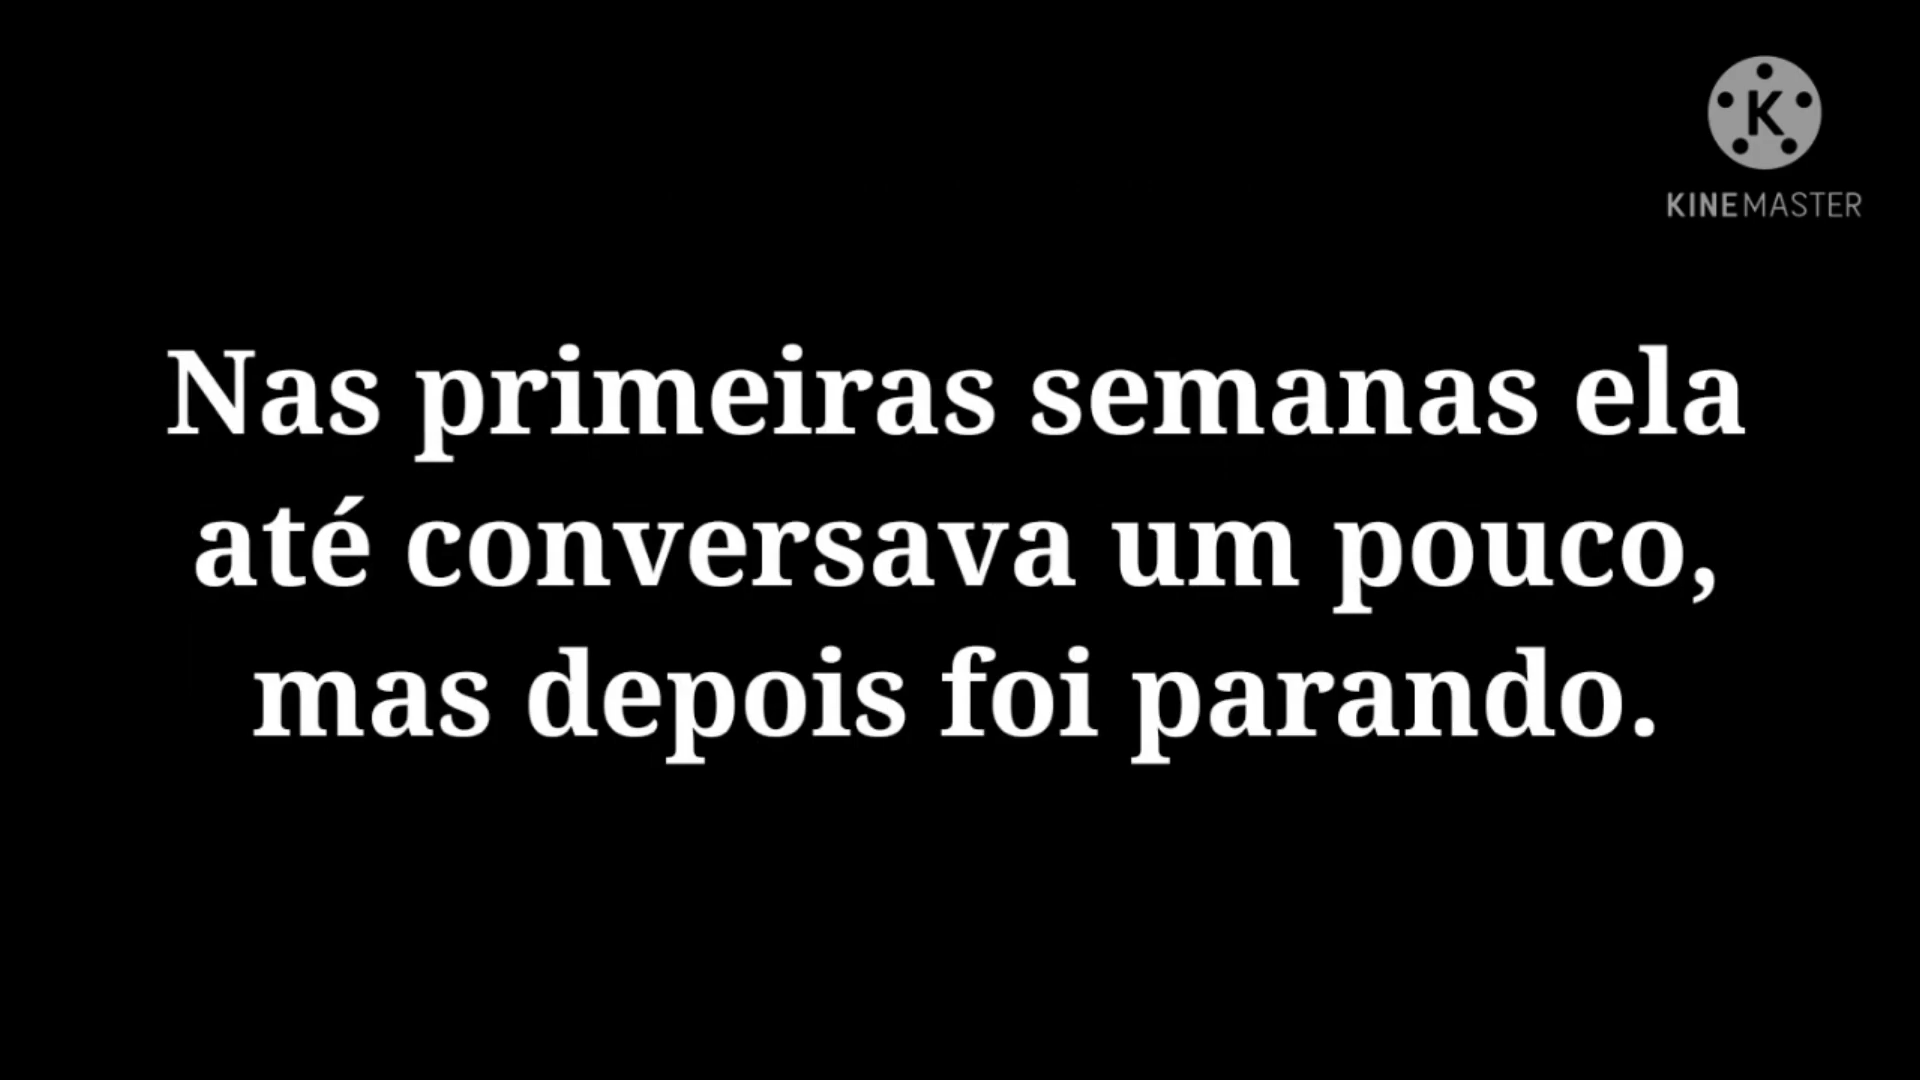 K
KINEMASTER
Nas primeiras semanas ela
até conversava um pouco,
mas depois foi parando.